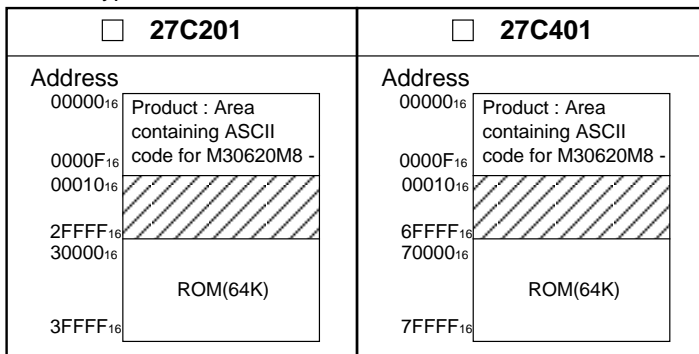 □ 27C201
Address
00000₁₆
Product : Area
containing ASCII
code for M30620M8 -
0000F₁₆
00010₁₆
2FFFF₁₆
30000₁₆
ROM(64K)
3FFFF₁₆
□ 27C401
Address
00000₁₆
Product : Area
containing ASCII
code for M30620M8 -
0000F₁₆
00010₁₆
6FFFF₁₆
70000₁₆
ROM(64K)
7FFFF₁₆